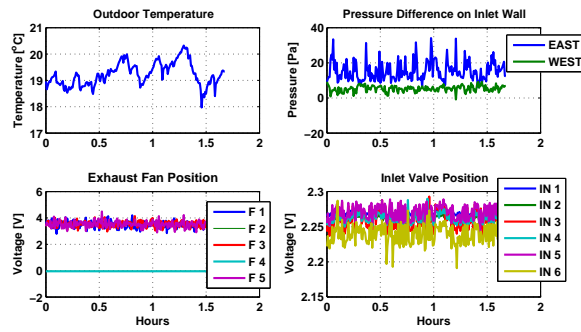 Outdoor Temperature
Temperature [°C]
21
20
19
18
17
0 0.5 1 1.5 2
Pressure Difference on Inlet Wall
Pressure [Pa]
40
20
0
−20
0 0.5 1 1.5 2
EAST
WEST
Exhaust Fan Position
Voltage [V]
6
4
2
0
−2
0 0.5 1 1.5 2
Hours
F 1
F 2
F 3
F 4
F 5
Inlet Valve Position
Voltage [V]
2.3
2.25
2.2
2.15
0 0.5 1 1.5 2
Hours
IN 1
IN 2
IN 3
IN 4
IN 5
IN 6